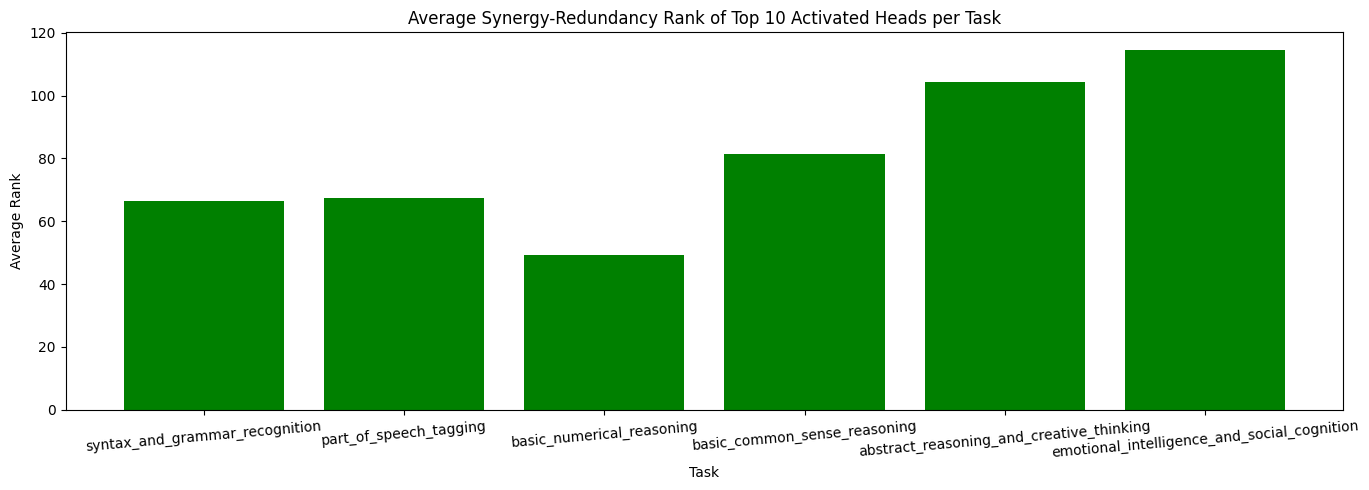 Average Synergy-Redundancy Rank of Top 10 Activated Heads per Task
120
100
80
60
40
20
0
Average Rank
syntax_and_grammar_recognition
part_of_speech_tagging
basic_numerical_reasoning
basic_common_sense_reasoning
abstract_reasoning_and_creative_thinking
emotional_intelligence_and_social_cognition
Task